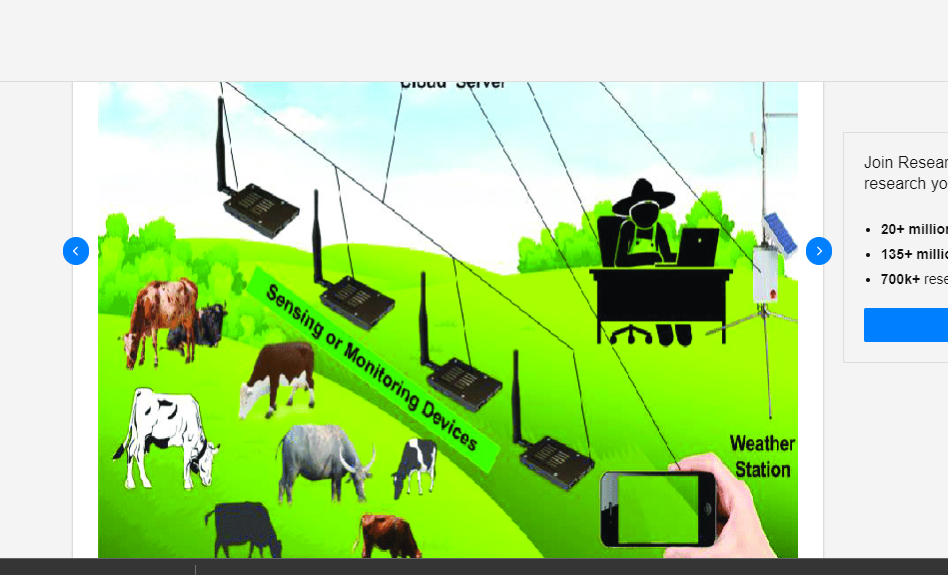 Cloud Server
Sensing or Monitoring Devices
Weather
Station
Join Resear
research yo
20+ million
135+ millio
700k+ rese